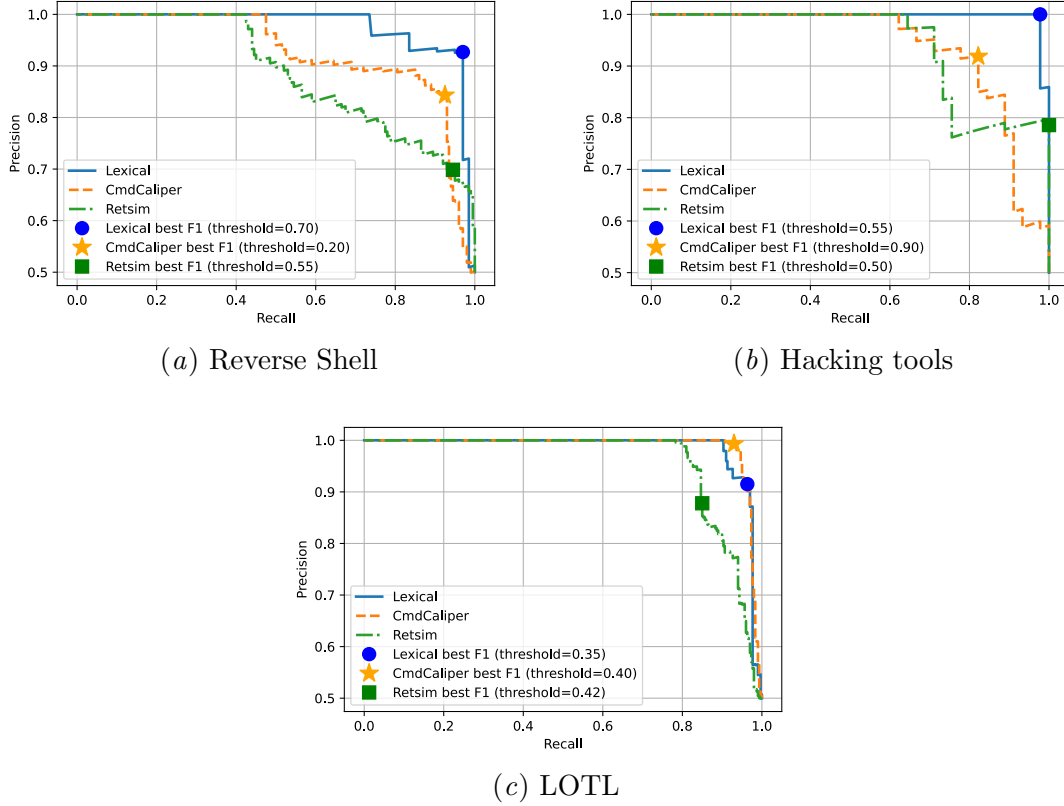 1.0
0.9
0.8
0.7
0.6
0.5
Precision
Lexical
CmdCaliper
Retsim
Lexical best F1 (threshold=0.70)
CmdCaliper best F1 (threshold=0.20)
Retsim best F1 (threshold=0.55)
0.0 0.2 0.4 0.6 0.8 1.0
Recall
(a) Reverse Shell
1.0
0.9
0.8
0.7
0.6
0.5
Precision
Lexical
CmdCaliper
Retsim
Lexical best F1 (threshold=0.55)
CmdCaliper best F1 (threshold=0.90)
Retsim best F1 (threshold=0.50)
0.0 0.2 0.4 0.6 0.8 1.0
Recall
(b) Hacking tools
1.0
0.9
0.8
0.7
0.6
0.5
Precision
Lexical
CmdCaliper
Retsim
Lexical best F1 (threshold=0.35)
CmdCaliper best F1 (threshold=0.40)
Retsim best F1 (threshold=0.42)
0.0 0.2 0.4 0.6 0.8 1.0
Recall
(c) LOTL